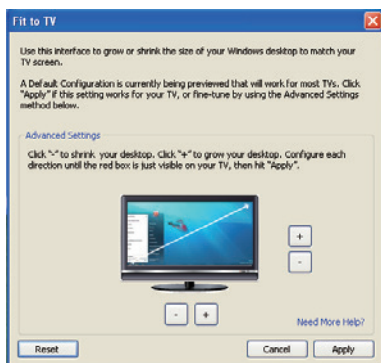 Fit to TV
Use this interface to grow or shrink the size of your Windows desktop to match your
TV screen.
A Default Configuration is currently being previewed that will work for most TVs. Click
"Apply" if this setting works for your TV, or fine-tune by using the Advanced Settings
method below.
Advanced Settings
Click "-" to shrink your desktop. Click "+" to grow your desktop. Configure each
direction until the red box is just visible on your TV, then hit "Apply".
+
-
- +
Need More Help?
Reset Cancel Apply